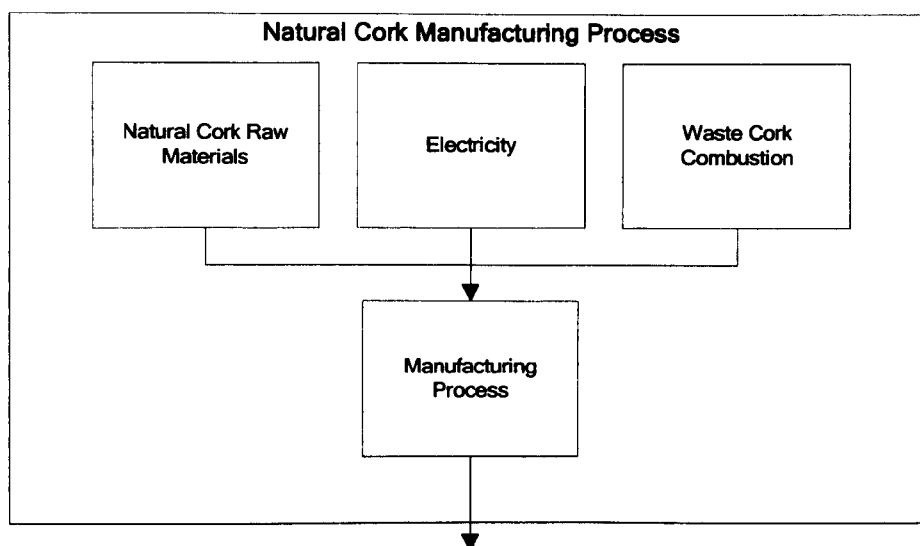 Natural Cork Manufacturing Process
Natural Cork Raw
Materials
Electricity
Waste Cork
Combustion
Manufacturing
Process